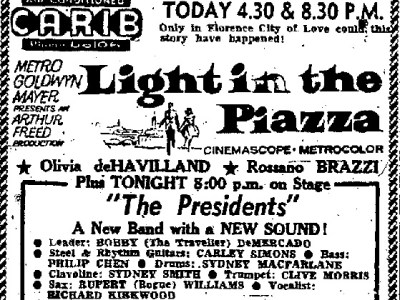 AIR CONDITIONED
CARIB
TODAY 4.30 & 8.30 P.M.
Only in Florence City of Love could this
story have happened!
METRO
GOLDWYN
MAYER
PRESENTS AN
ARTHUR
FREED
PRODUCTION
Light in the
Piazza
CINEMASCOPE · METROCOLOR
★ Olivia deHAVILLAND ★ Rossano BRAZZI
Plus TONIGHT 8:00 p.m. on Stage
"The Presidents"
A New Band with a NEW SOUND!
● Leader: BOBBY (The Traveller) DeMERCADO
● Steel & Rhythm Guitars: CARLEY SIMONS ● Bass:
PHILIP CHEN ● Drums: SYDNEY MACFARLANE
● Clavoline: SYDNEY SMITH ● Trumpet: CLIVE MORRIS
● Sax: RUPERT (Bogue) WILLIAMS ● Vocalist:
RICHARD KIRKWOOD